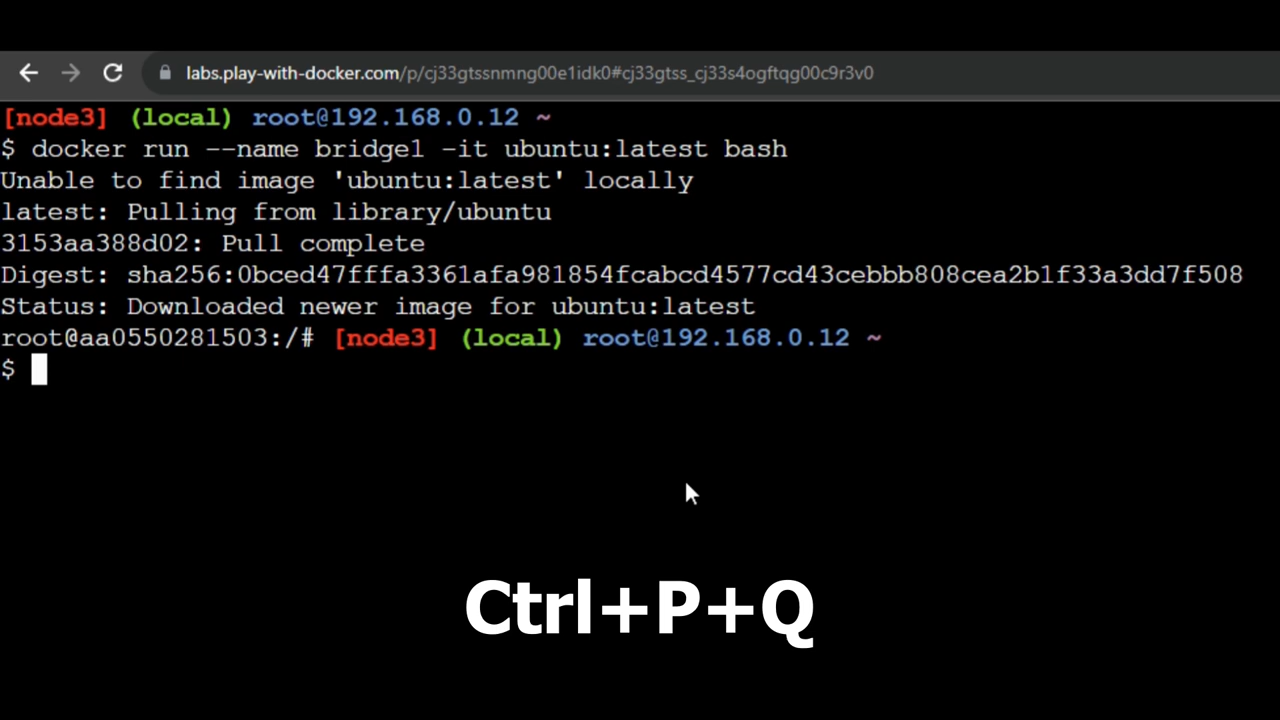 labs.play-with-docker.com/p/cj33gtssnmng00e1idk0#cj33gtss_cj33s4ogftqg00c9r3v0
[node3] (local) root@192.168.0.12 ~
$ docker run --name bridge1 -it ubuntu:latest bash
Unable to find image 'ubuntu:latest' locally
latest: Pulling from library/ubuntu
3153aa388d02: Pull complete
Digest: sha256:0bced47fffa3361afa981854fcabcd4577cd43cebbb808cea2b1f33a3dd7f508
Status: Downloaded newer image for ubuntu:latest
root@aa0550281503:/# [node3] (local) root@192.168.0.12 ~
$
Ctrl+P+Q